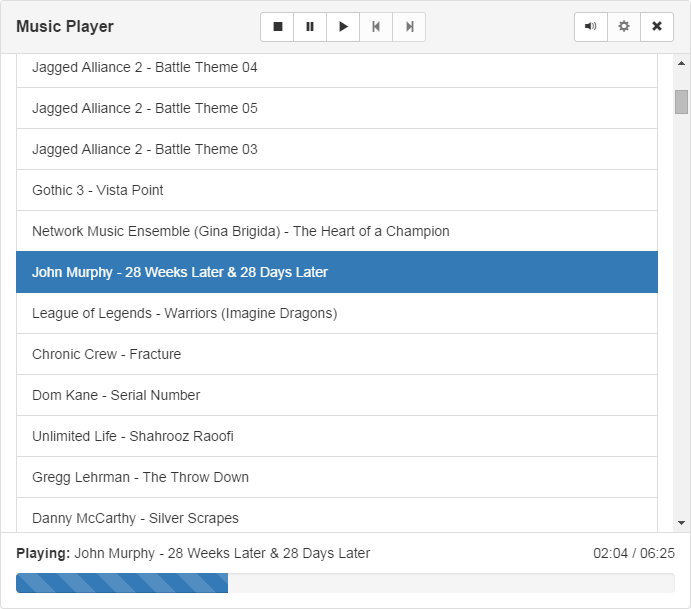 Music Player
Jagged Alliance 2 - Battle Theme 04
Jagged Alliance 2 - Battle Theme 05
Jagged Alliance 2 - Battle Theme 03
Gothic 3 - Vista Point
Network Music Ensemble (Gina Brigida) - The Heart of a Champion
John Murphy - 28 Weeks Later & 28 Days Later
League of Legends - Warriors (Imagine Dragons)
Chronic Crew - Fracture
Dom Kane - Serial Number
Unlimited Life - Shahrooz Raoofi
Gregg Lehrman - The Throw Down
Danny McCarthy - Silver Scrapes
Playing: John Murphy - 28 Weeks Later & 28 Days Later 02:04 / 06:25